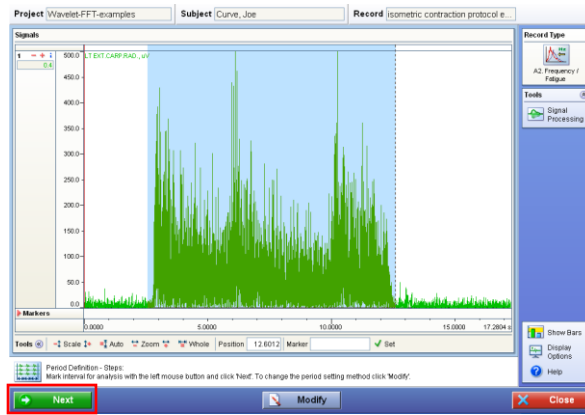 Project Wavelet-FFT-examples Subject Curve, Joe Record isometric contraction protocol e...
Signals
Record Type
1 - + ↕ 500.0 LT EXT.CARP.RAD., uV
0.4
A2. Frequency / Fatigue
450.0
Tools
400.0
Signal Processing
350.0
300.0
250.0
200.0
150.0
100.0
50.0
0.0
Markers
0.0000 5.0000 10.0000 15.0000 17.2604 s
Show Bars
Tools Scale Auto Zoom Whole Position 12.6012 Marker Set
Display Options
Period Definition - Steps:
Mark interval for analysis with the left mouse button and click 'Next'. To change the period setting method click 'Modify'.
Help
Next Modify Close